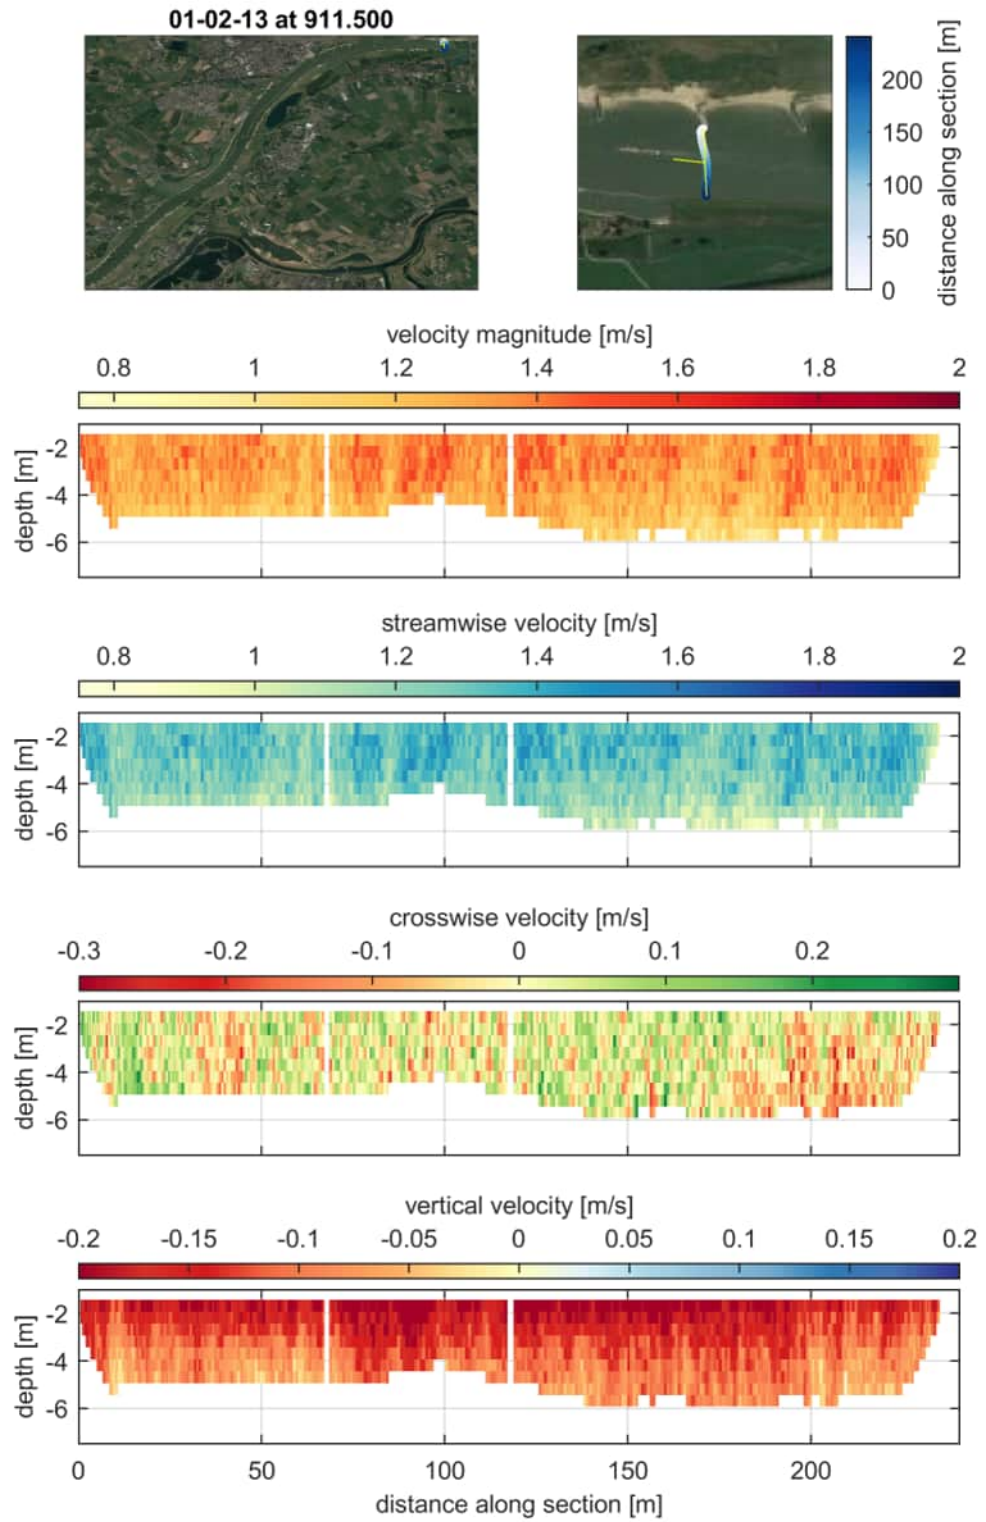 01-02-13 at 911.500
distance along section [m]
200
150
100
50
0
velocity magnitude [m/s]
0.8 1 1.2 1.4 1.6 1.8 2
depth [m]
-2
-4
-6
streamwise velocity [m/s]
0.8 1 1.2 1.4 1.6 1.8 2
depth [m]
-2
-4
-6
crosswise velocity [m/s]
-0.3 -0.2 -0.1 0 0.1 0.2
depth [m]
-2
-4
-6
vertical velocity [m/s]
-0.2 -0.15 -0.1 -0.05 0 0.05 0.1 0.15 0.2
depth [m]
-2
-4
-6
0 50 100 150 200
distance along section [m]